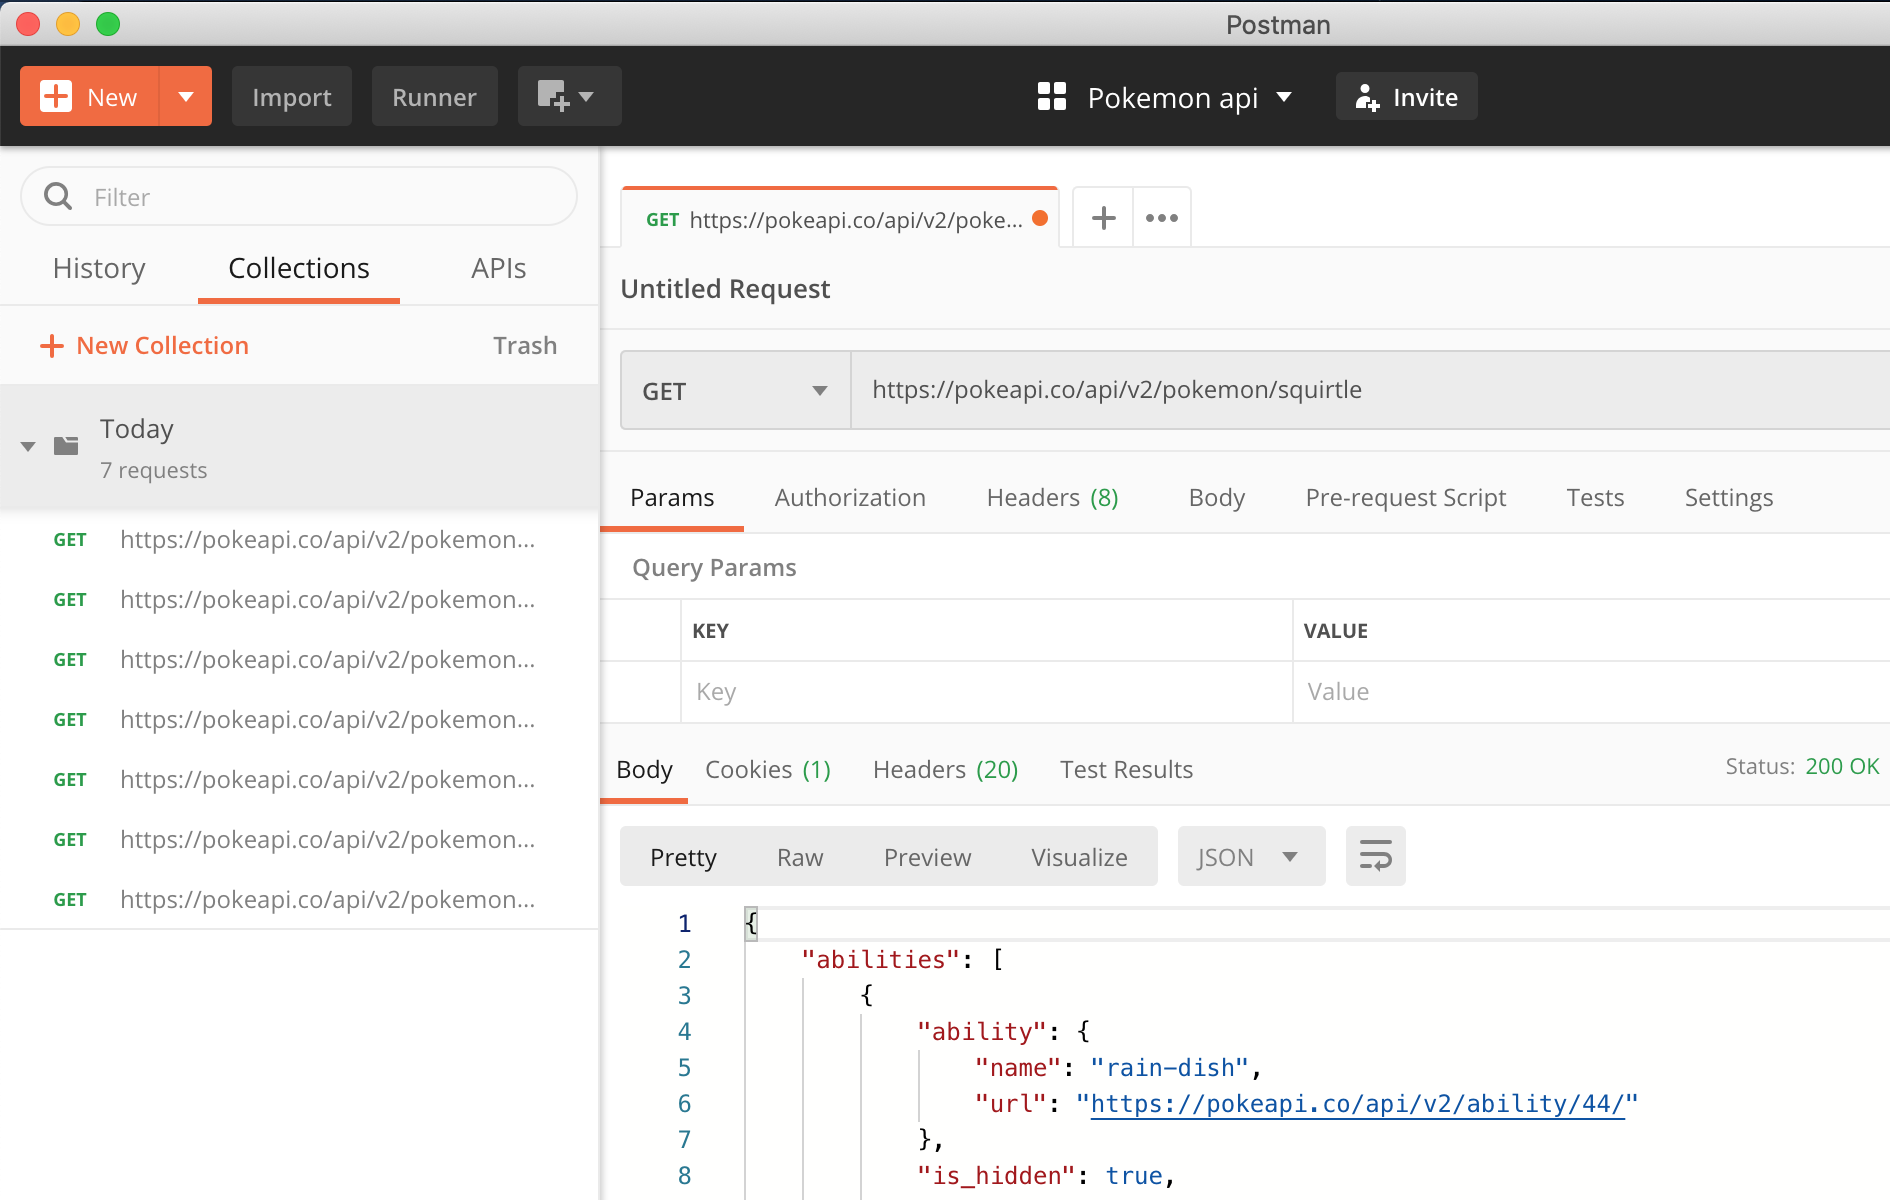 Postman
New
Import
Runner
Pokemon api
Invite
Filter
History Collections APIs
+ New Collection Trash
Today
7 requests
GET https://pokeapi.co/api/v2/pokemon...
GET https://pokeapi.co/api/v2/pokemon...
GET https://pokeapi.co/api/v2/pokemon...
GET https://pokeapi.co/api/v2/pokemon...
GET https://pokeapi.co/api/v2/pokemon...
GET https://pokeapi.co/api/v2/pokemon...
GET https://pokeapi.co/api/v2/pokemon...
GET https://pokeapi.co/api/v2/poke...
Untitled Request
GET https://pokeapi.co/api/v2/pokemon/squirtle
Params Authorization Headers (8) Body Pre-request Script Tests Settings
Query Params
KEY VALUE
Key Value
Body Cookies (1) Headers (20) Test Results Status: 200 OK
Pretty Raw Preview Visualize JSON
1 {
2 "abilities": [
3 {
4 "ability": {
5 "name": "rain-dish",
6 "url": "https://pokeapi.co/api/v2/ability/44/"
7 },
8 "is_hidden": true,